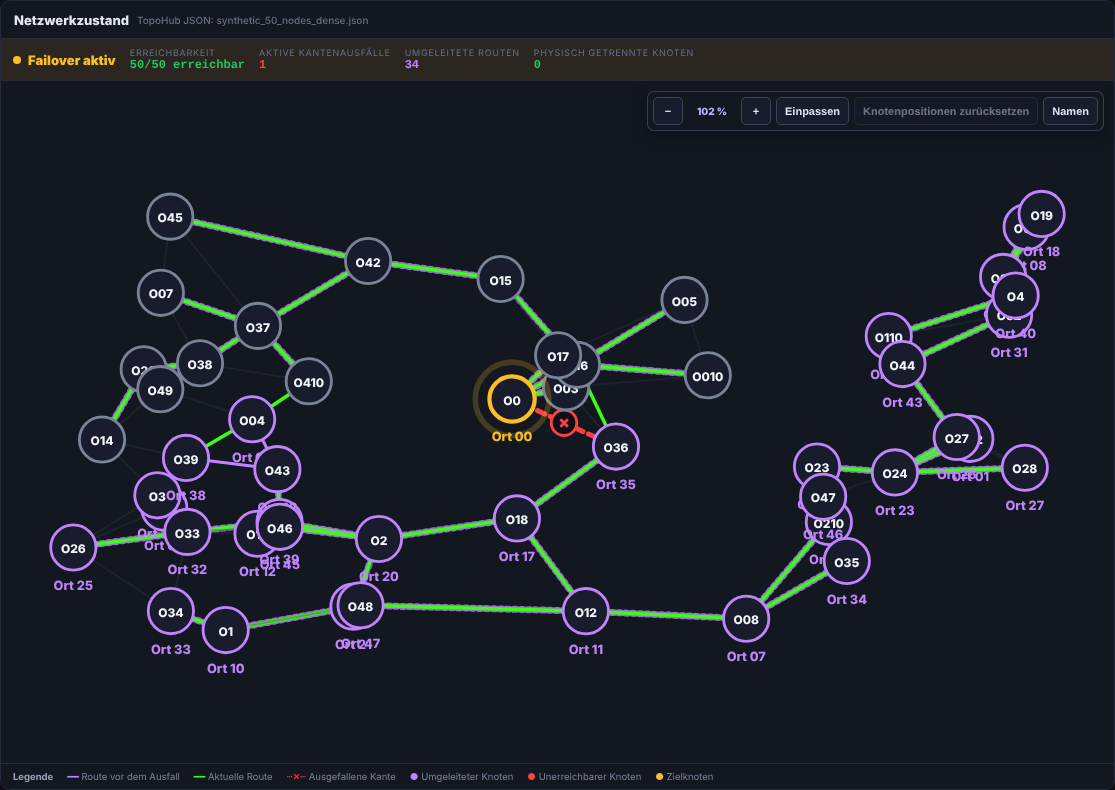 Netzwerkzustand TopoHub JSON: synthetic_50_nodes_dense.json
Failover aktiv
ERREICHBARKEIT AKTIVE KANTENAUSFÄLLE UMGELEITETE ROUTEN PHYSISCH GETRENNTE KNOTEN
50/50 erreichbar 1 34 0
− 102 % + Einpassen Knotenpositionen zurücksetzen Namen
O19
O45
Ort 18
O42
O15
O07
O05
O4
O37
O17
O110
Ort 40
Ort 31
O38
O44
O410
O49
O0010
O0
Ort 43
O04
Ort 00
O14
O36
O27
O39
O43
O23
O24
O28
Ort 35
Ort 38
O47
Ort 27
Ort 23
O18
O210
O46
O33
Ort 46
O2
O26
Ort 17
O35
Ort 12
Ort 32
Ort 20
Ort 25
Ort 34
O48
O34
O12
O08
O1
Ort 33
Ort 11
Ort 07
Ort 10
Legende Route vor dem Ausfall Aktuelle Route Ausgefallene Kante Umgeleiteter Knoten Unerreichbarer Knoten Zielknoten